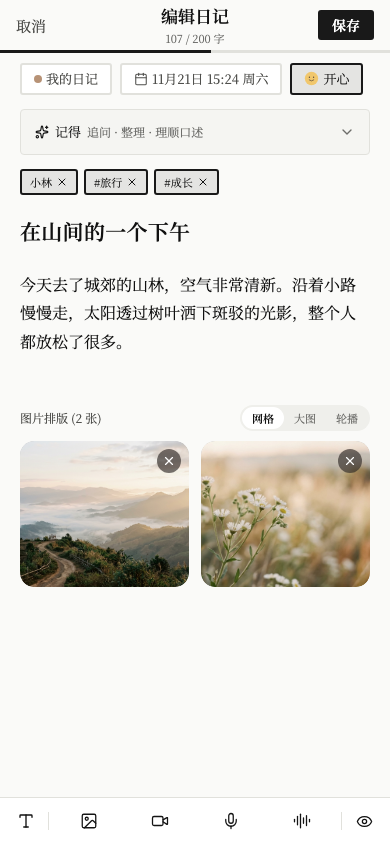 取消
编辑日记
107 / 200 字
保存
我的日记
11月21日 15:24 周六
开心
记得 追问 · 整理 · 理顺口述
小林
#旅行
#成长
在山间的一个下午
今天去了城郊的山林，空气非常清新。沿着小路
慢慢走，太阳透过树叶洒下斑驳的光影，整个人
都放松了很多。
图片排版 (2 张)
网格
大图
轮播